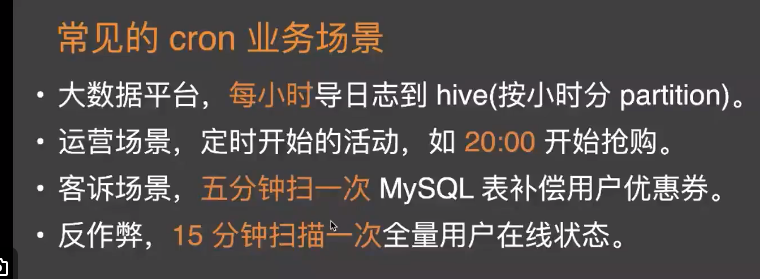 常见的 cron 业务场景
• 大数据平台，每小时导日志到 hive(按小时分 partition)。
• 运营场景，定时开始的活动，如 20:00 开始抢购。
• 客诉场景，五分钟扫一次 MySQL 表补偿用户优惠券。
• 反作弊，15 分钟扫描一次全量用户在线状态。